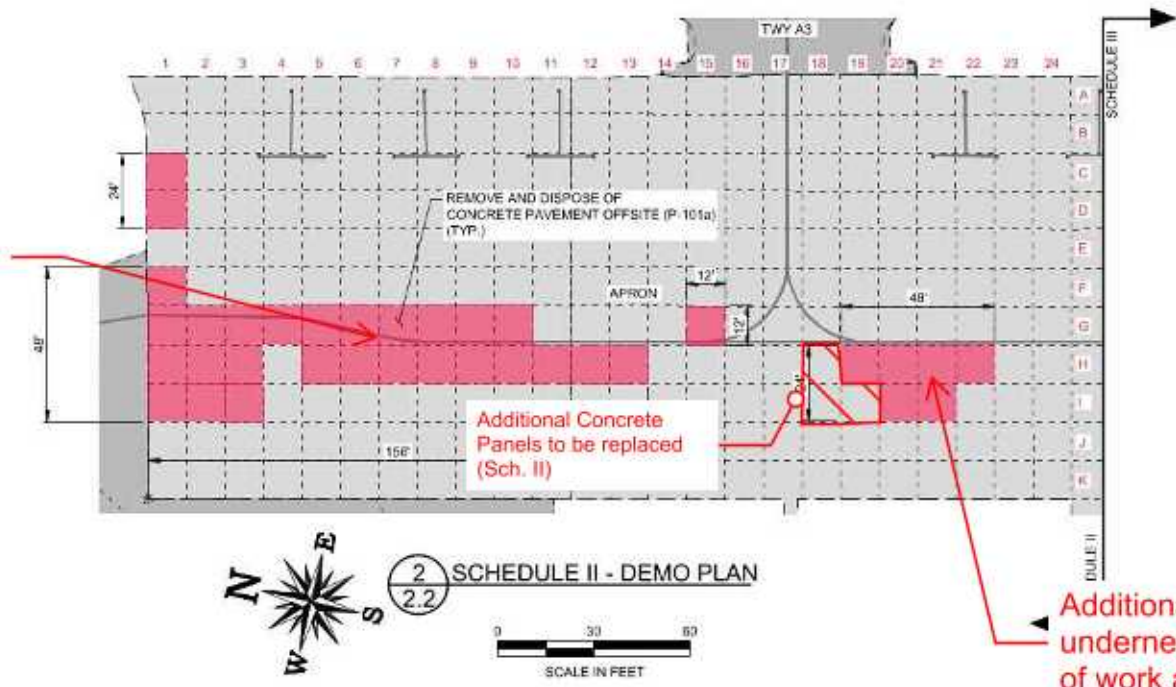 TWY A3
1 2 3 4 5 6 7 8 9 10 11 12 13 14 15 16 17 18 19 20 21 22 23 24
SCHEDULE III
A
B
C
D
E
F
G
H
I
J
K
24'
REMOVE AND DISPOSE OF
CONCRETE PAVEMENT OFFSITE (P-101a)
(TYP.)
12'
APRON
48'
12'
48'
24'
Additional Concrete
Panels to be replaced
(Sch. II)
156'
DULE II
N
E
S
W
2
2.2
SCHEDULE II - DEMO PLAN
0 30 60
SCALE IN FEET
Addition
underne
of work a